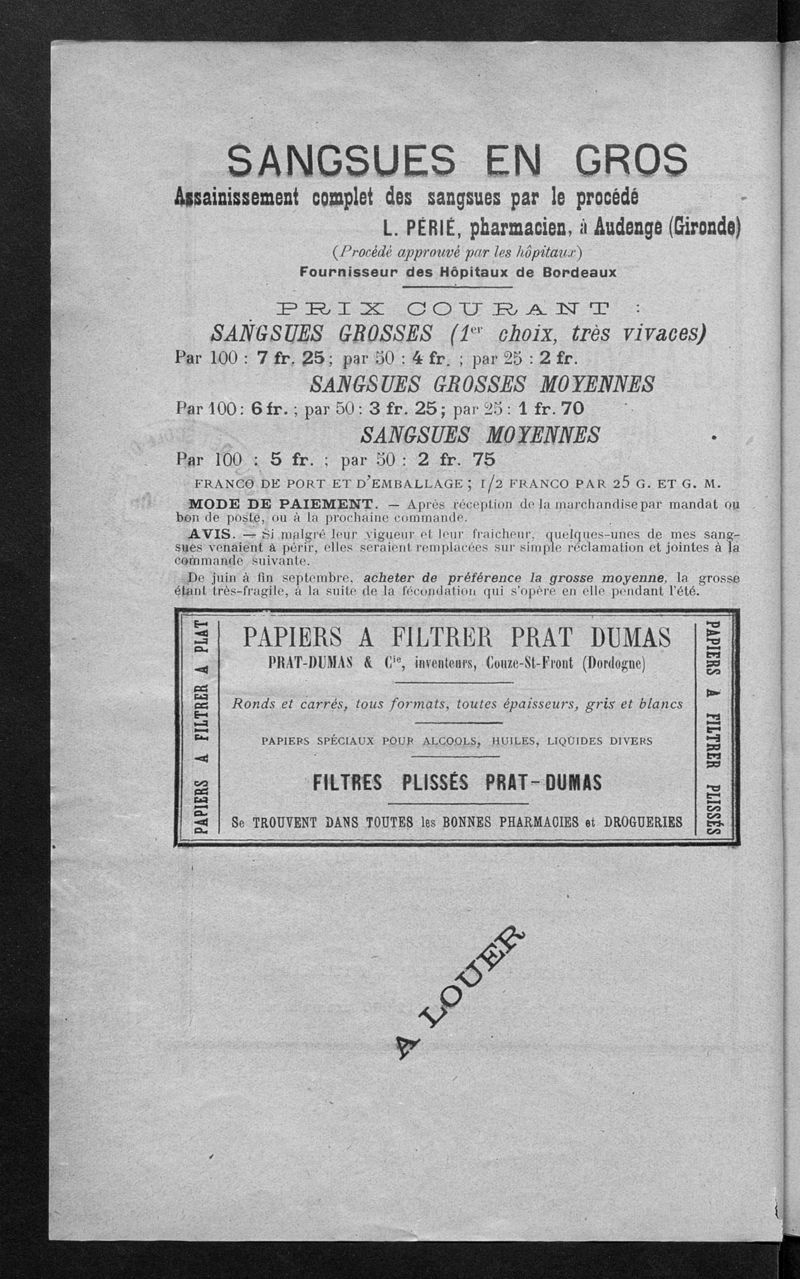 SANGSUES EN GROS
Assainissement complet des sangsues par le procédé
L. PÉRIÉ, pharmacien, à Audenge (Gironde)
(Procédé approuvé par les hôpitaux)
Fournisseur des Hôpitaux de Bordeaux
PRIX COURANT :
SANGSUES GROSSES (1er choix, très vivaces)
Par 100 : 7 fr. 25 ; par 50 : 4 fr. ; par 25 : 2 fr.
SANGSUES GROSSES MOYENNES
Par 100 : 6 fr. ; par 50 : 3 fr. 25 ; par 25 : 1 fr. 70
SANGSUES MOYENNES
Par 100 : 5 fr. ; par 50 : 2 fr. 75
FRANCO DE PORT ET D'EMBALLAGE ; 1/2 FRANCO PAR 25 G. ET G. M.
MODE DE PAIEMENT. — Après réception de la marchandise par mandat ou
bon de poste, ou à la prochaine commande.
AVIS. — Si malgré leur vigueur et leur fraicheur, quelques-unes de mes sang-
sues venaient à périr, elles seraient remplacées sur simple réclamation et jointes à la
commande suivante.
De juin à fin septembre, acheter de préférence la grosse moyenne, la grosse
étant très-fragile, à la suite de la fécondation qui s'opère en elle pendant l'été.
PAPIERS A FILTRER A PLAT
PAPIERS A FILTRER PRAT DUMAS
PRAT-DUMAS & Cie, inventeurs, Couze-St-Front (Dordogne)
Ronds et carrés, tous formats, toutes épaisseurs, gris et blancs
PAPIERS SPÉCIAUX POUR ALCOOLS, HUILES, LIQUIDES DIVERS
FILTRES PLISSÉS PRAT-DUMAS
Se TROUVENT DANS TOUTES les BONNES PHARMACIES et DROGUERIES
PAPIERS A FILTRER PLISSÉS
A LOUER